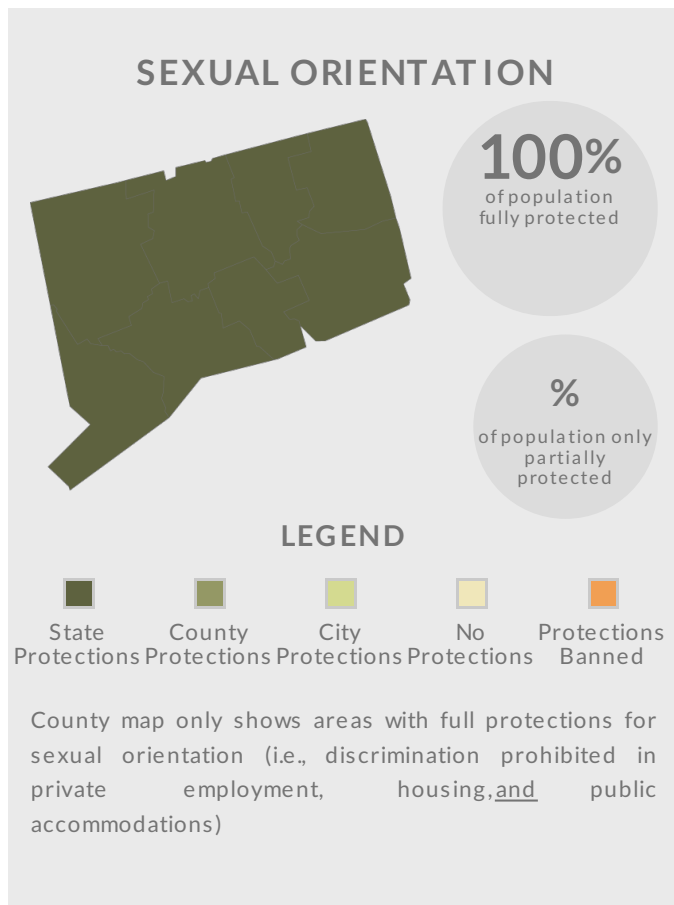 SEXUAL ORIENTATION
100%
of population
fully protected
%
of population only
partially
protected
LEGEND
State
Protections
County
Protections
City
Protections
No
Protections
Protections
Banned
County map only shows areas with full protections for
sexual orientation (i.e., discrimination prohibited in
private employment, housing, and public
accommodations)